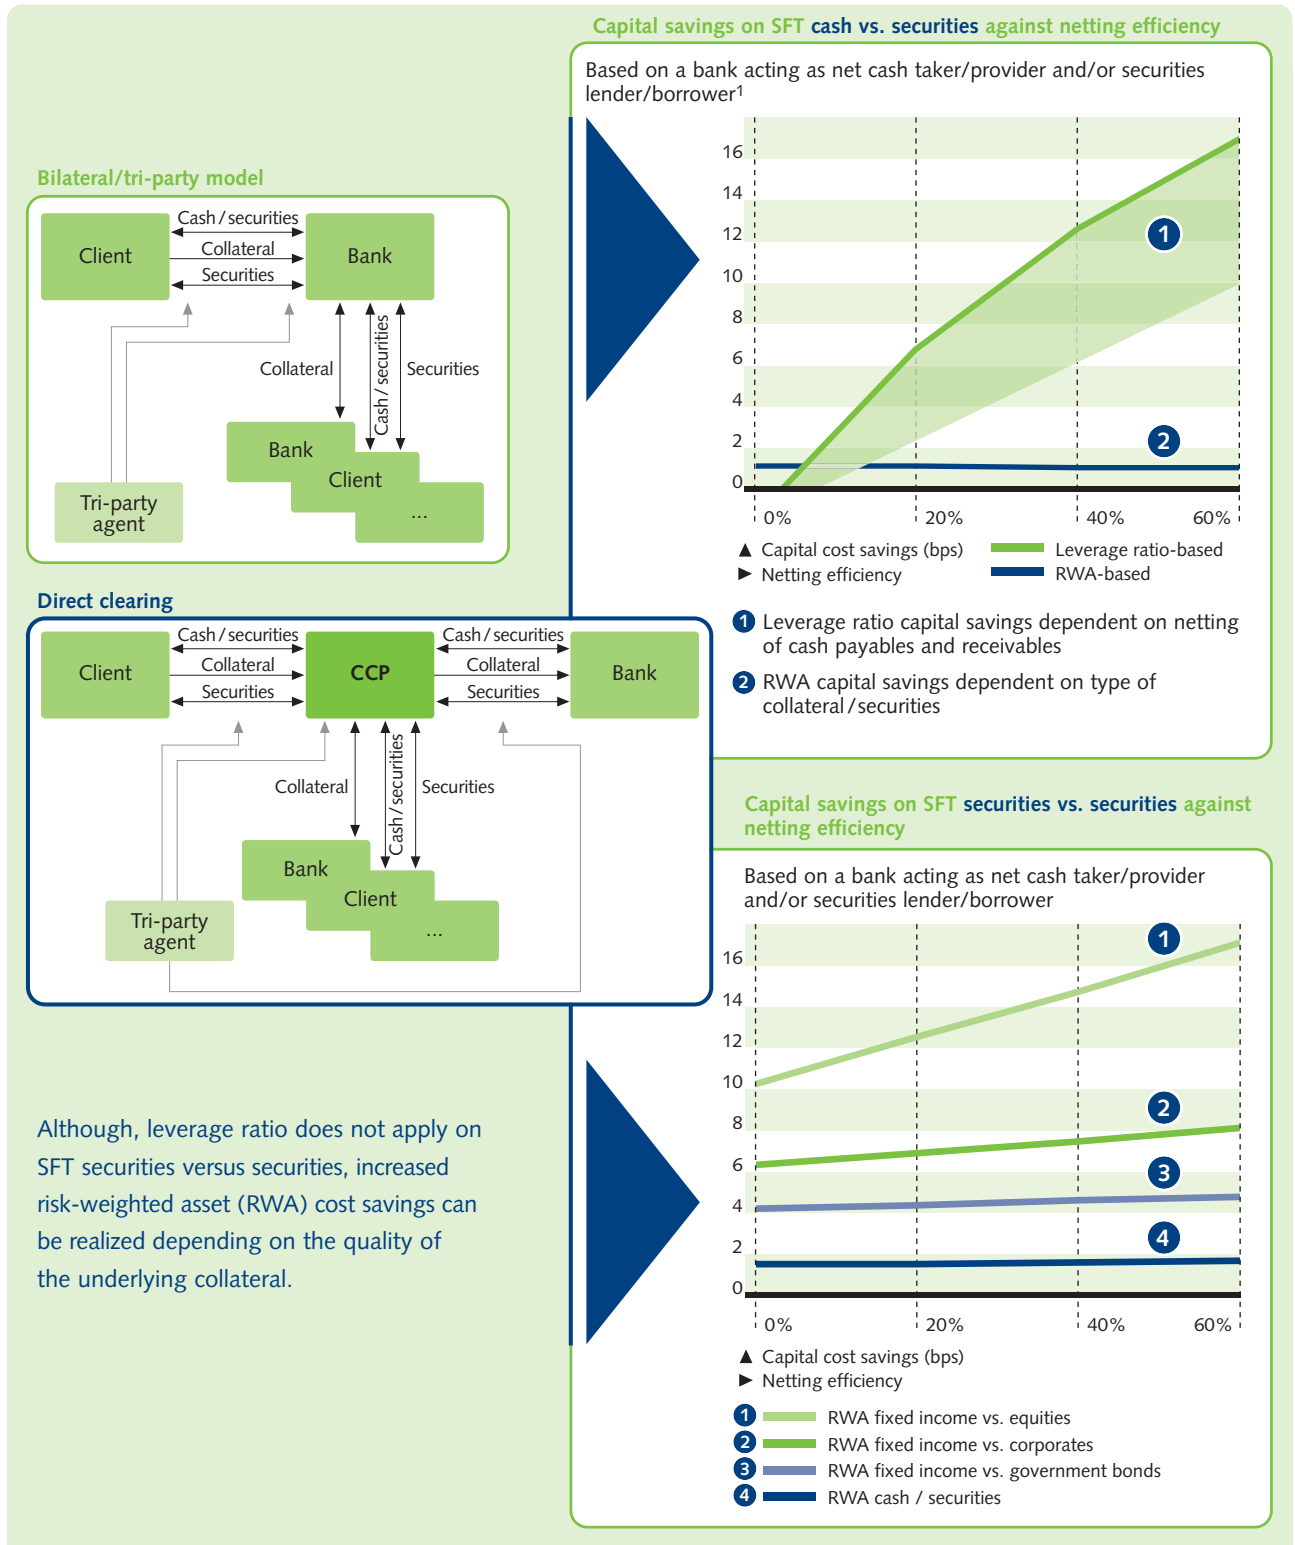 Capital savings on SFT cash vs. securities against netting efficiency
Based on a bank acting as net cash taker/provider and/or securities
lender/borrower1
16
14
12
10
8
6
4
2
0
1
2
0%
20%
40%
60%
▲ Capital cost savings (bps)
► Netting efficiency
Leverage ratio-based
RWA-based
1 Leverage ratio capital savings dependent on netting
of cash payables and receivables
2 RWA capital savings dependent on type of
collateral/securities
Bilateral/tri-party model
Client
Cash/securities
Collateral
Securities
Bank
Collateral
Cash/securities
Securities
Bank
Client
...
Tri-party
agent
Direct clearing
Client
Cash/securities
Collateral
Securities
CCP
Cash/securities
Collateral
Securities
Bank
Collateral
Cash/securities
Securities
Bank
Client
...
Tri-party
agent
Although, leverage ratio does not apply on
SFT securities versus securities, increased
risk-weighted asset (RWA) cost savings can
be realized depending on the quality of
the underlying collateral.
Capital savings on SFT securities vs. securities against
netting efficiency
Based on a bank acting as net cash taker/provider
and/or securities lender/borrower
16
14
12
10
8
6
4
2
0
1
2
3
4
0%
20%
40%
60%
▲ Capital cost savings (bps)
► Netting efficiency
1 RWA fixed income vs. equities
2 RWA fixed income vs. corporates
3 RWA fixed income vs. government bonds
4 RWA cash / securities